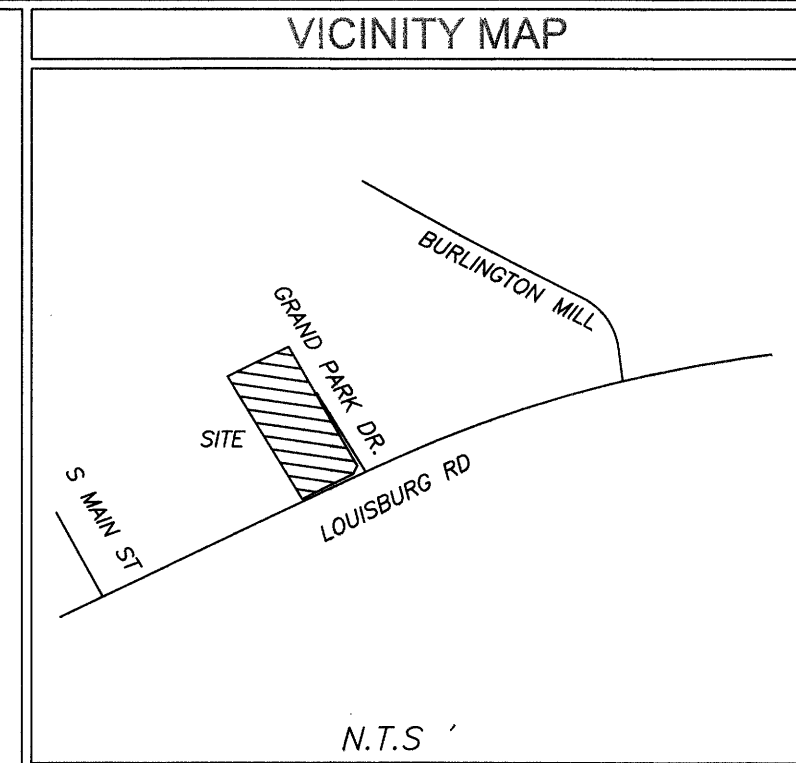 VICINITY MAP
BURLINGTON MILL
GRAND PARK DR.
SITE
S MAIN ST
LOUISBURG RD
N.T.S